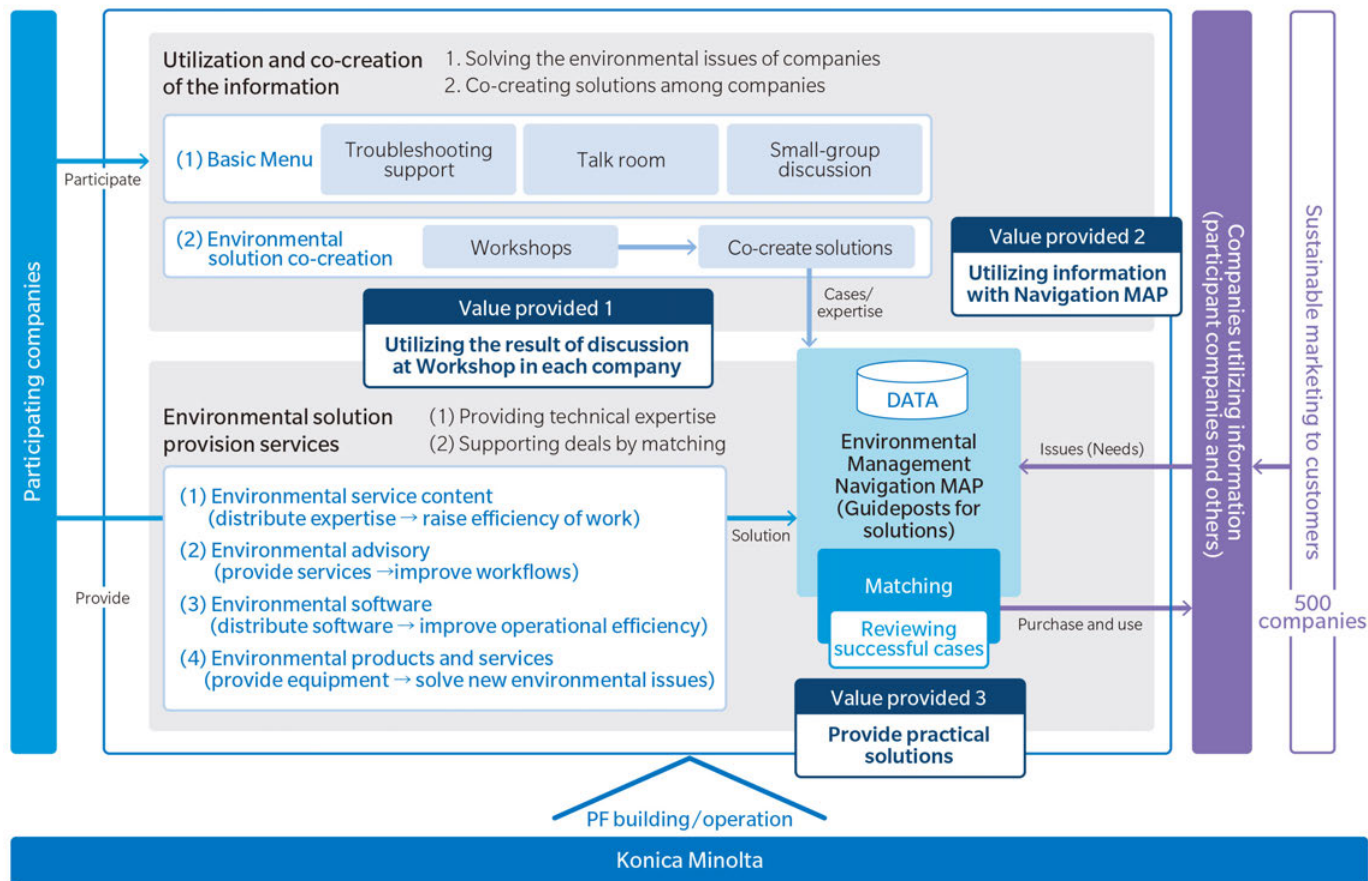 Participating companies
Participate
Provide
Utilization and co-creation
of the information
1. Solving the environmental issues of companies
2. Co-creating solutions among companies
(1) Basic Menu
Troubleshooting
support
Talk room
Small-group
discussion
(2) Environmental
solution co-creation
Workshops
Co-create solutions
Cases/
expertise
Value provided 1
Utilizing the result of discussion
at Workshop in each company
Value provided 2
Utilizing information
with Navigation MAP
Environmental solution
provision services
(1) Providing technical expertise
(2) Supporting deals by matching
(1) Environmental service content
(distribute expertise → raise efficiency of work)
(2) Environmental advisory
(provide services →improve workflows)
(3) Environmental software
(distribute software → improve operational efficiency)
(4) Environmental products and services
(provide equipment → solve new environmental issues)
Solution
DATA
Environmental
Management
Navigation MAP
(Guideposts for
solutions)
Matching
Reviewing
successful cases
Issues (Needs)
Purchase and use
Value provided 3
Provide practical
solutions
Companies utilizing information
(participant companies and others)
Sustainable marketing to customers
500
companies
PF building/operation
Konica Minolta